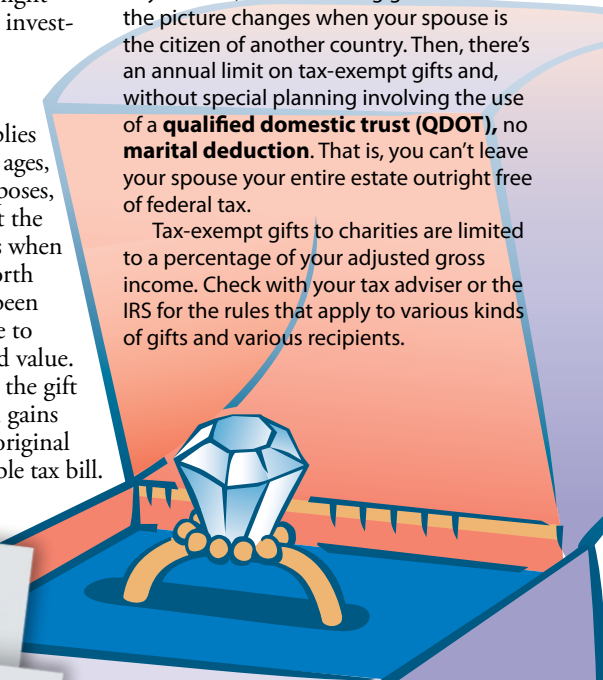 invest-
plies
ages,
poses,
t the
s when
orth
been
e to
d value.
the gift
gains
original
ble tax bill.
the picture changes when your spouse is
the citizen of another country. Then, there’s
an annual limit on tax-exempt gifts and,
without special planning involving the use
of a qualified domestic trust (QDOT), no
marital deduction. That is, you can’t leave
your spouse your entire estate outright free
of federal tax.
Tax-exempt gifts to charities are limited
to a percentage of your adjusted gross
income. Check with your tax adviser or the
IRS for the rules that apply to various kinds
of gifts and various recipients.